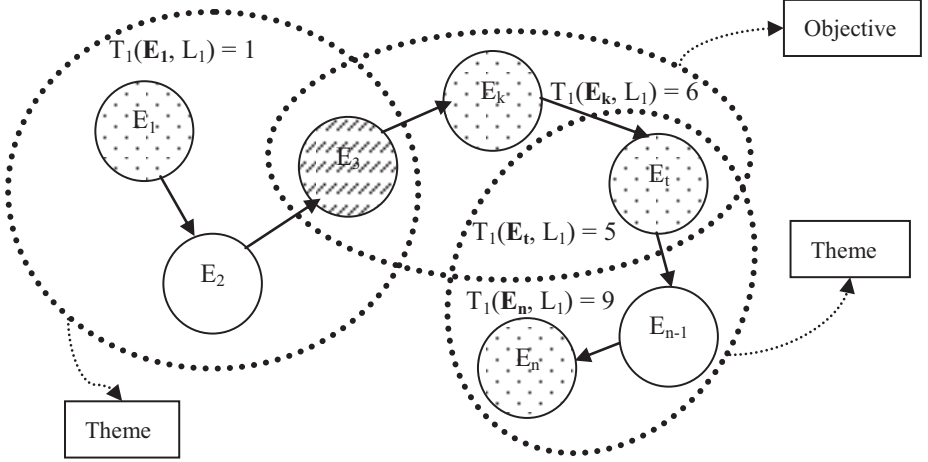 Objective
T₁(E₁, L₁) = 1
E₁
Eₖ
T₁(Eₖ, L₁) = 6
E₃
Eₜ
T₁(Eₜ, L₁) = 5
Theme
E₂
T₁(Eₙ, L₁) = 9
Eₙ₋₁
Eₙ
Theme